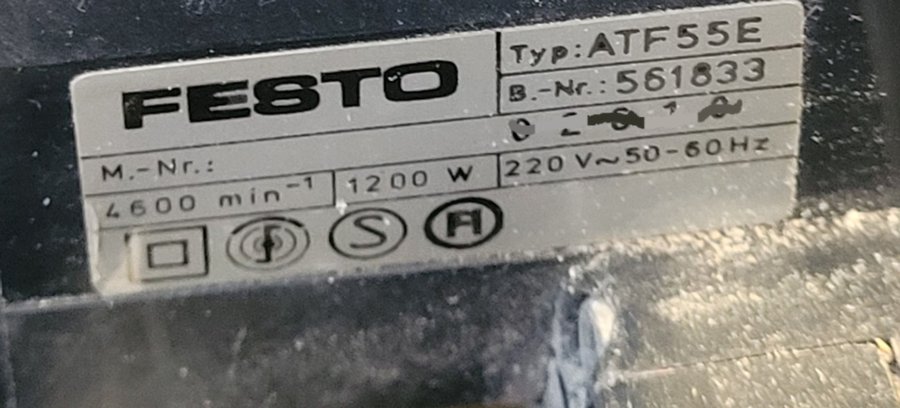 FESTO
Typ: ATF55E
B.-Nr.: 561833
M.-Nr.:
4600 min⁻¹
1200 W
220 V~50-60Hz
S